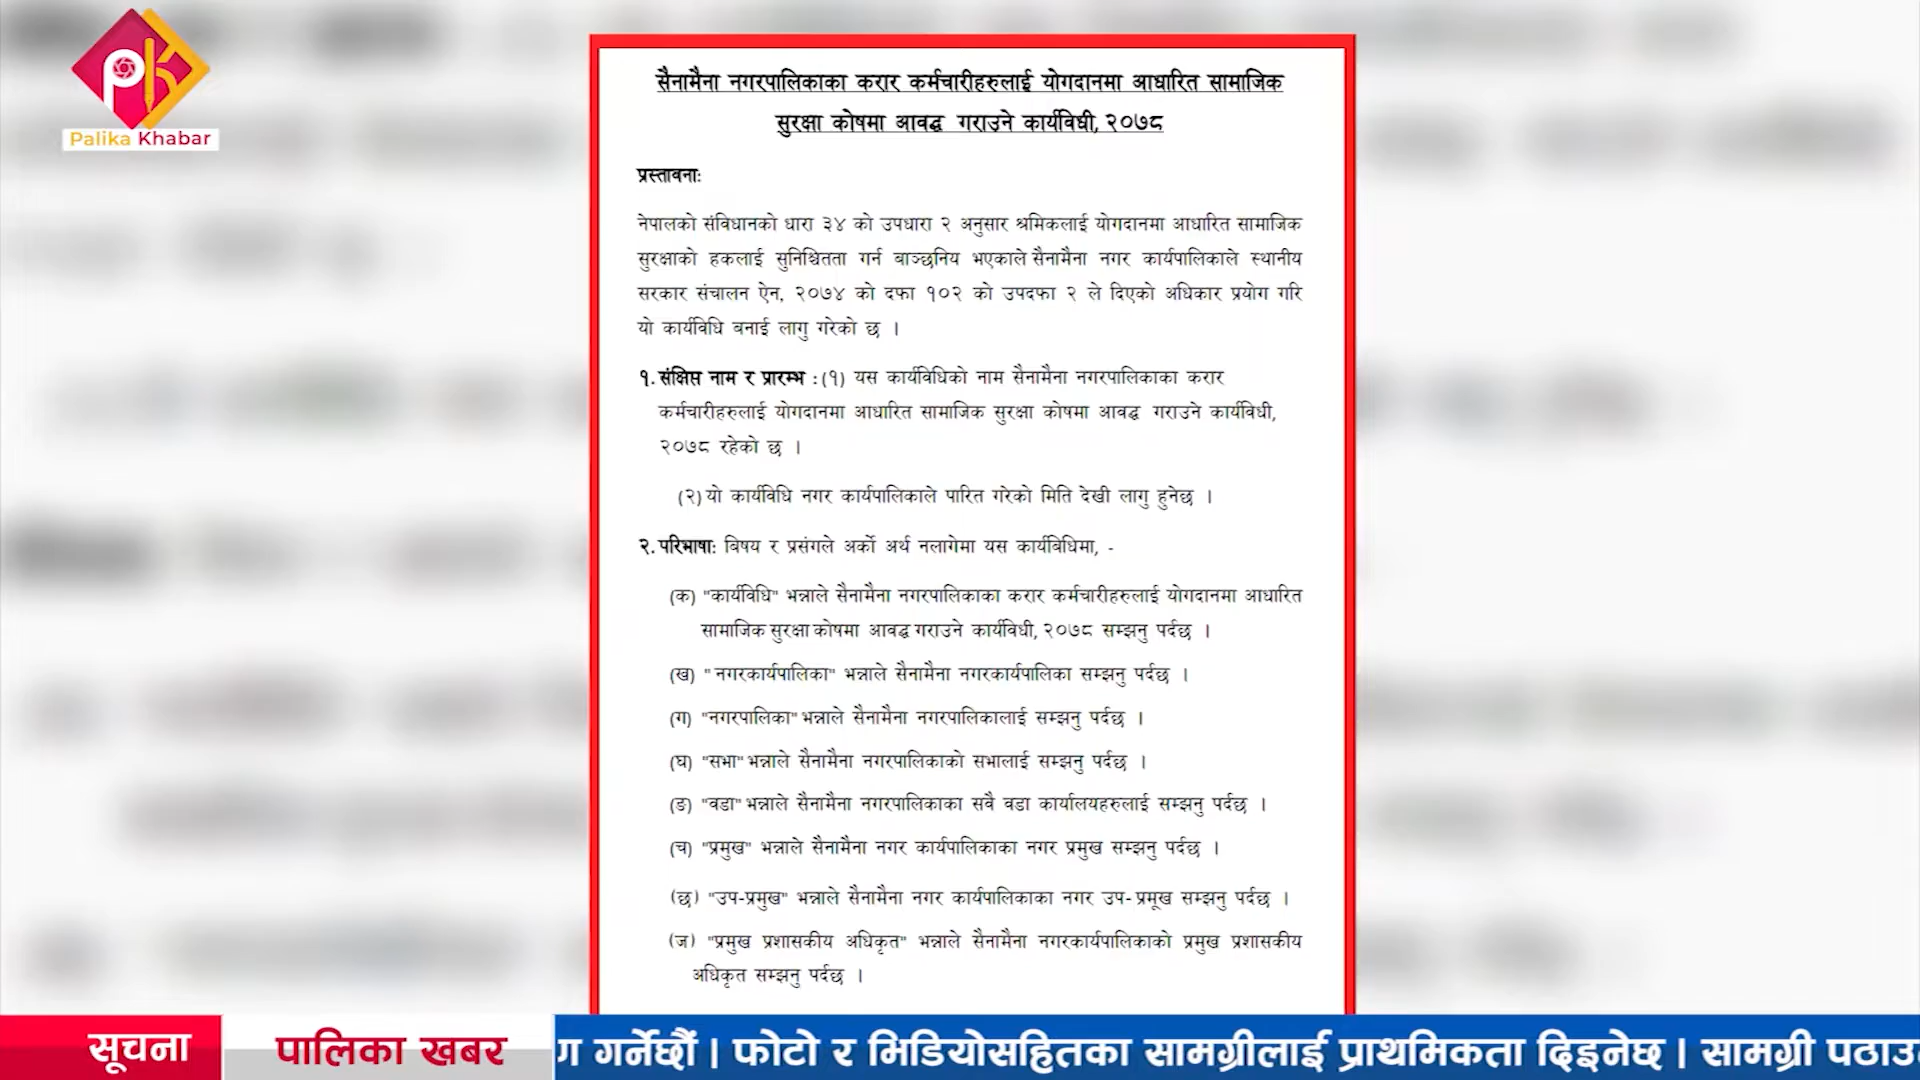 Palika Khabar
सैनामैना नगरपालिकाका करार कर्मचारीहरुलाई योगदानमा आधारित सामाजिक
सुरक्षा कोषमा आवद्ध गराउने कार्यविधी, २०७८
प्रस्तावनाः
नेपालको संविधानको धारा ३४ को उपधारा २ अनुसार श्रमिकलाई योगदानमा आधारित सामाजिक
सुरक्षाको हकलाई सुनिश्चितता गर्न बाञ्छनिय भएकाले सैनामैना नगर कार्यपालिकाले स्थानीय
सरकार संचालन ऐन, २०७४ को दफा १०२ को उपदफा २ ले दिएको अधिकार प्रयोग गरि
यो कार्यविधि बनाई लागु गरेको छ ।
१. संक्षिप्त नाम र प्रारम्भ : (१) यस कार्यविधिको नाम सैनामैना नगरपालिकाका करार
कर्मचारीहरुलाई योगदानमा आधारित सामाजिक सुरक्षा कोषमा आवद्ध गराउने कार्यविधी,
२०७८ रहेको छ ।
(२) यो कार्यविधि नगर कार्यपालिकाले पारित गरेको मिति देखी लागु हुनेछ ।
२. परिभाषाः विषय र प्रसंगले अर्को अर्थ नलागेमा यस कार्यविधिमा, -
(क) "कार्यविधि" भन्नाले सैनामैना नगरपालिकाका करार कर्मचारीहरुलाई योगदानमा आधारित
सामाजिक सुरक्षा कोषमा आवद्ध गराउने कार्यविधी, २०७८ सम्झनु पर्दछ ।
(ख) " नगरकार्यपालिका" भन्नाले सैनामैना नगरकार्यपालिका सम्झनु पर्दछ ।
(ग) "नगरपालिका" भन्नाले सैनामैना नगरपालिकालाई सम्झनु पर्दछ ।
(घ) "सभा" भन्नाले सैनामैना नगरपालिकाको सभालाई सम्झनु पर्दछ ।
(ङ) "वडा" भन्नाले सैनामैना नगरपालिकाका सवै वडा कार्यालयहरुलाई सम्झनु पर्दछ ।
(च) "प्रमुख" भन्नाले सैनामैना नगर कार्यपालिकाका नगर प्रमुख सम्झनु पर्दछ ।
(छ) "उप-प्रमुख" भन्नाले सैनामैना नगर कार्यपालिकाका नगर उप- प्रमूख सम्झनु पर्दछ ।
(ज) "प्रमुख प्रशासकीय अधिकृत" भन्नाले सैनामैना नगरकार्यपालिकाको प्रमुख प्रशासकीय
अधिकृत सम्झनु पर्दछ ।
सूचना पालिका खबर ग गर्नेछौं । फोटो र भिडियोसहितका सामग्रीलाई प्राथमिकता दिइनेछ । सामग्री